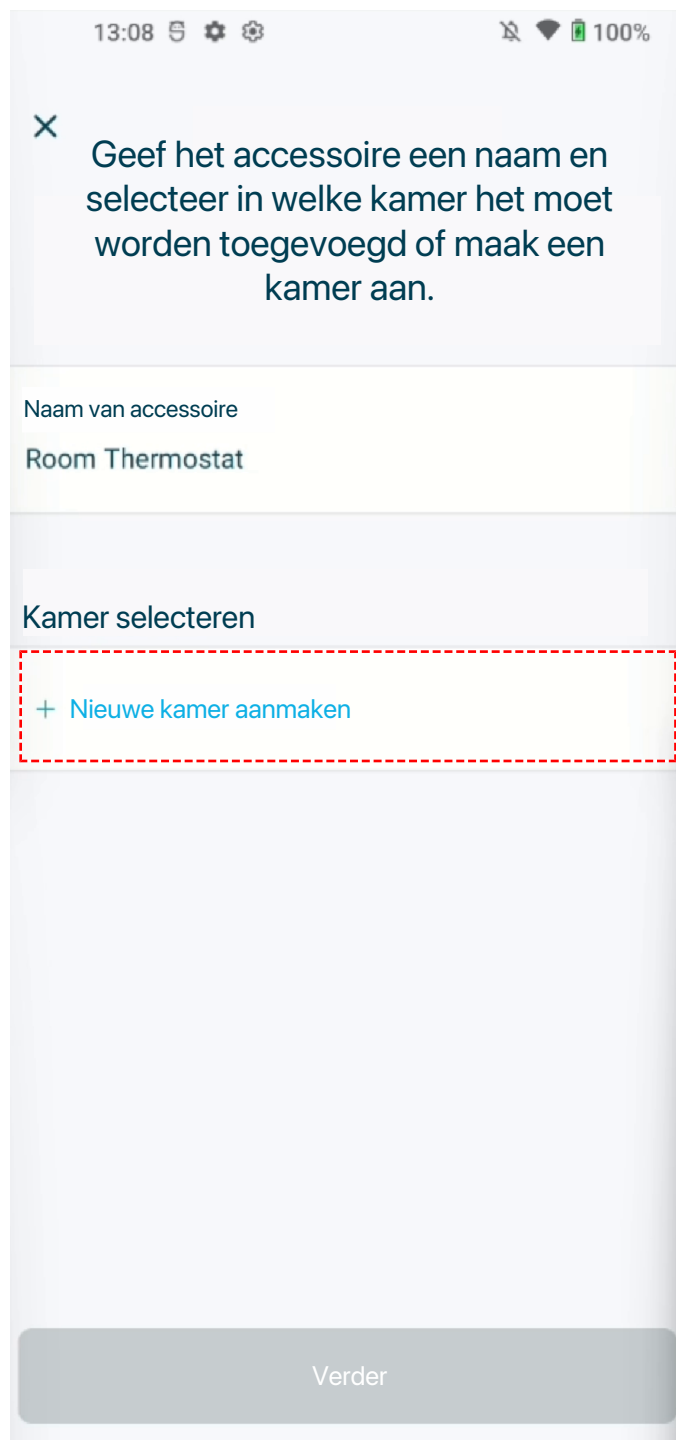 13:08 100%
Geef het accessoire een naam en
selecteer in welke kamer het moet
worden toegevoegd of maak een
kamer aan.
Naam van accessoire
Room Thermostat
Kamer selecteren
+ Nieuwe kamer aanmaken
Verder